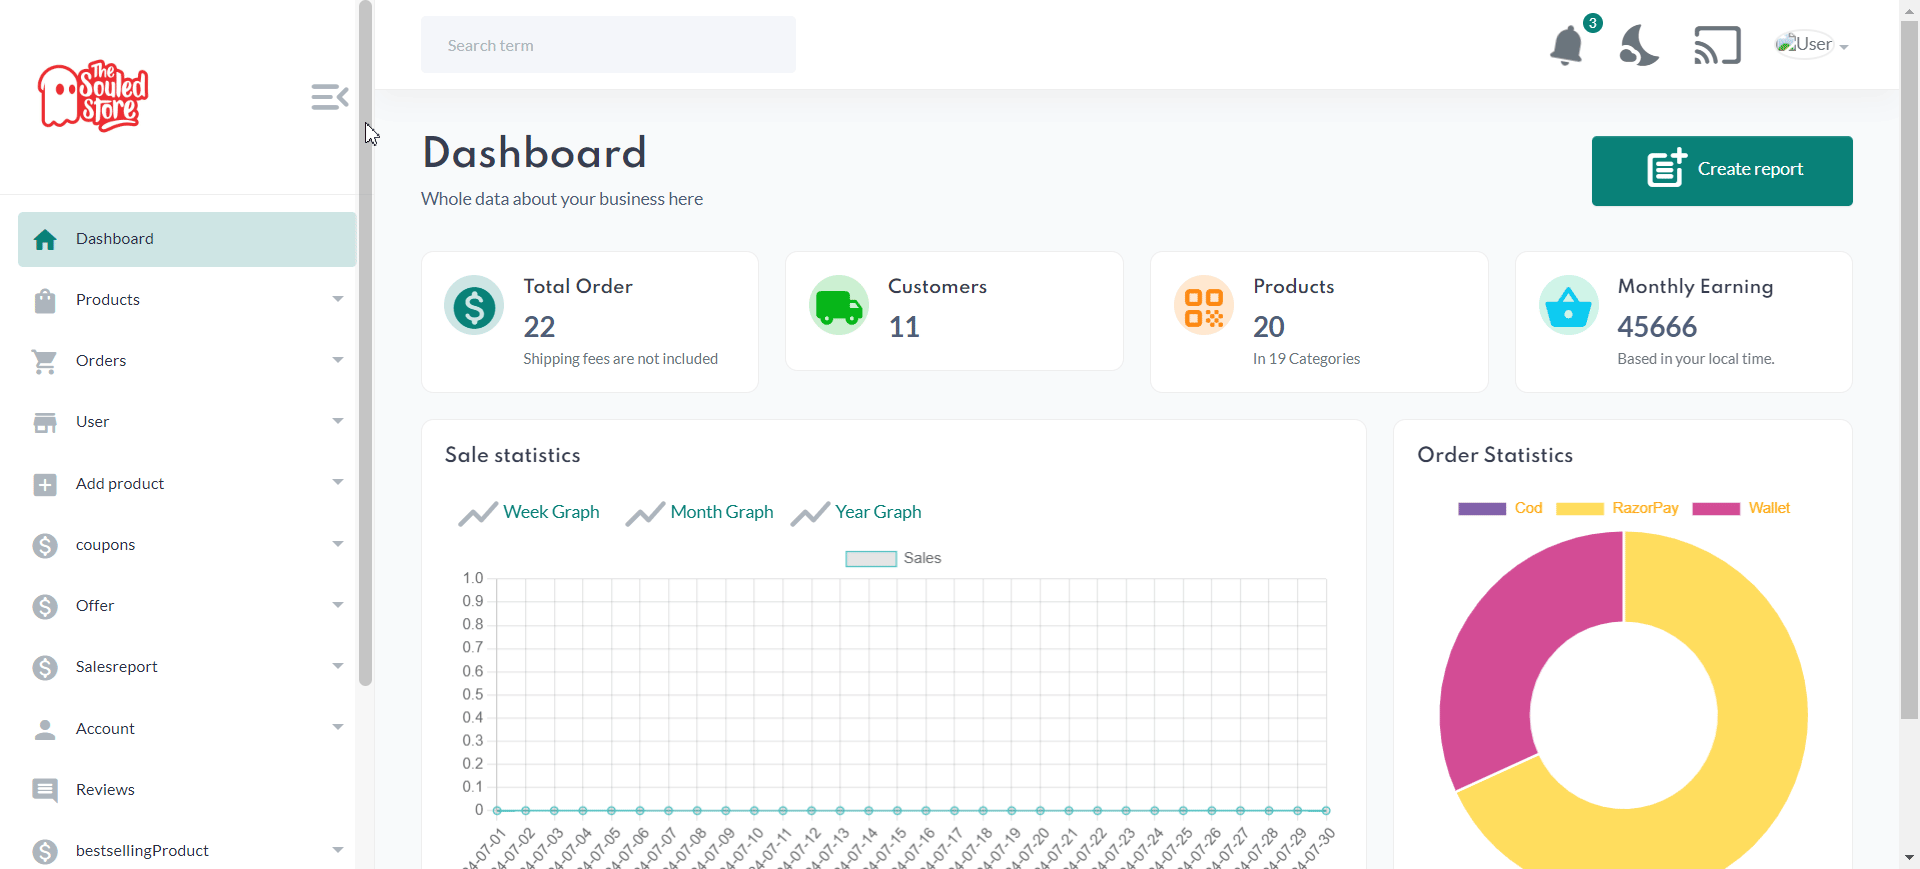 The
Souled
Store
Search term
3
User
Dashboard
Whole data about your business here
Create report
Dashboard
Products
Orders
User
Add product
coupons
Offer
Salesreport
Account
Reviews
bestsellingProduct
Total Order
22
Shipping fees are not included
Customers
11
Products
20
In 19 Categories
Monthly Earning
45666
Based in your local time.
Sale statistics
Week Graph Month Graph Year Graph
Sales
1.0
0.9
0.8
0.7
0.6
0.5
0.4
0.3
0.2
0.1
0
4-07-01
4-07-02
4-07-03
4-07-04
4-07-05
4-07-06
4-07-07
4-07-08
4-07-09
4-07-10
4-07-11
4-07-12
4-07-13
4-07-14
4-07-15
4-07-16
4-07-17
4-07-18
4-07-19
4-07-20
4-07-21
4-07-22
4-07-23
4-07-24
4-07-25
4-07-26
4-07-27
4-07-28
4-07-29
4-07-30
Order Statistics
Cod RazorPay Wallet